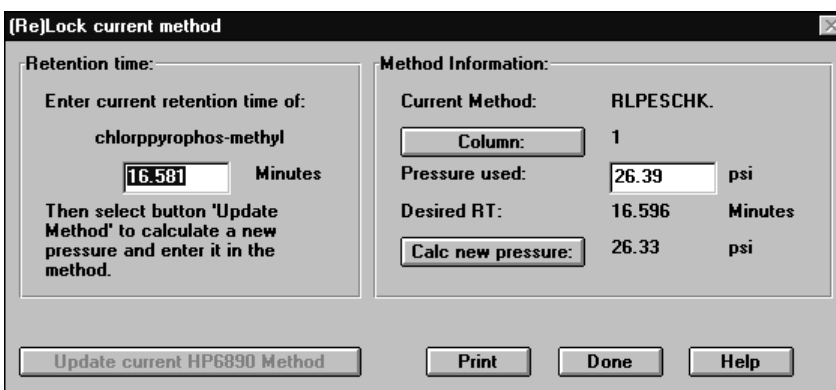 (Re)Lock current method
Retention time:
Enter current retention time of:
chlorppyrophos-methyl
16.581 Minutes
Then select button 'Update
Method' to calculate a new
pressure and enter it in the
method.
Method Information:
Current Method: RLPESCHK.
Column: 1
Pressure used: 26.39 psi
Desired RT: 16.596 Minutes
Calc new pressure: 26.33 psi
Update current HP6890 Method
Print Done Help